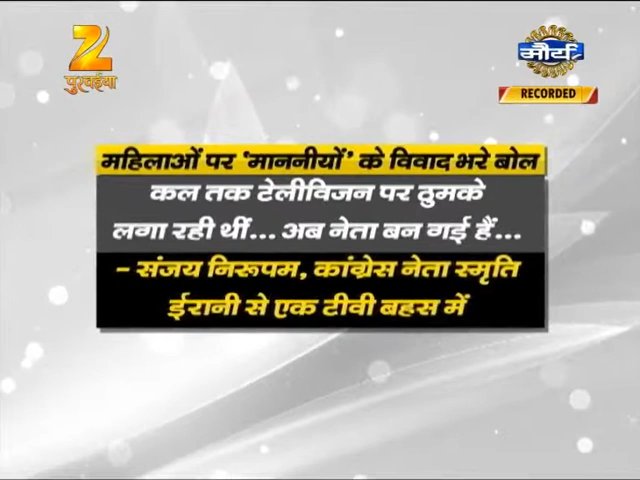 Z
पुरवईया
मौर्य
RECORDED
महिलाओं पर ‘माननीयों’ के विवाद भरे बोल
कल तक टेलीविजन पर ठुमके
लगा रही थीं... अब नेता बन गई हैं...
– संजय निरूपम, कांग्रेस नेता स्मृति
ईरानी से एक टीवी बहस में